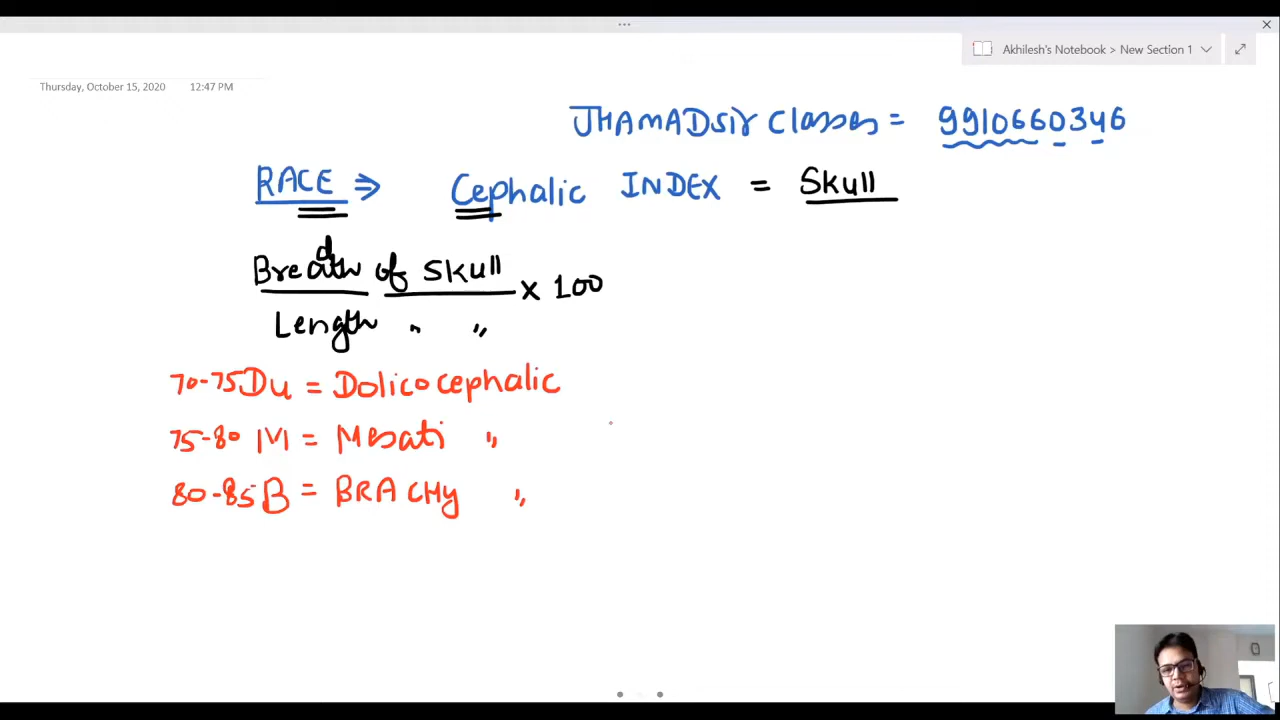 Akhilesh's Notebook > New Section 1
Thursday, October 15, 2020 12:47 PM
JHAMADSir Classes = 9910660346
RACE ⇒ Cephalic INDEX = Skull
Breadth of Skull
x 100
Length " "
70-75 Du = Dolicocephalic
75-80 M = Mesati "
80-85 B = BRACHy "